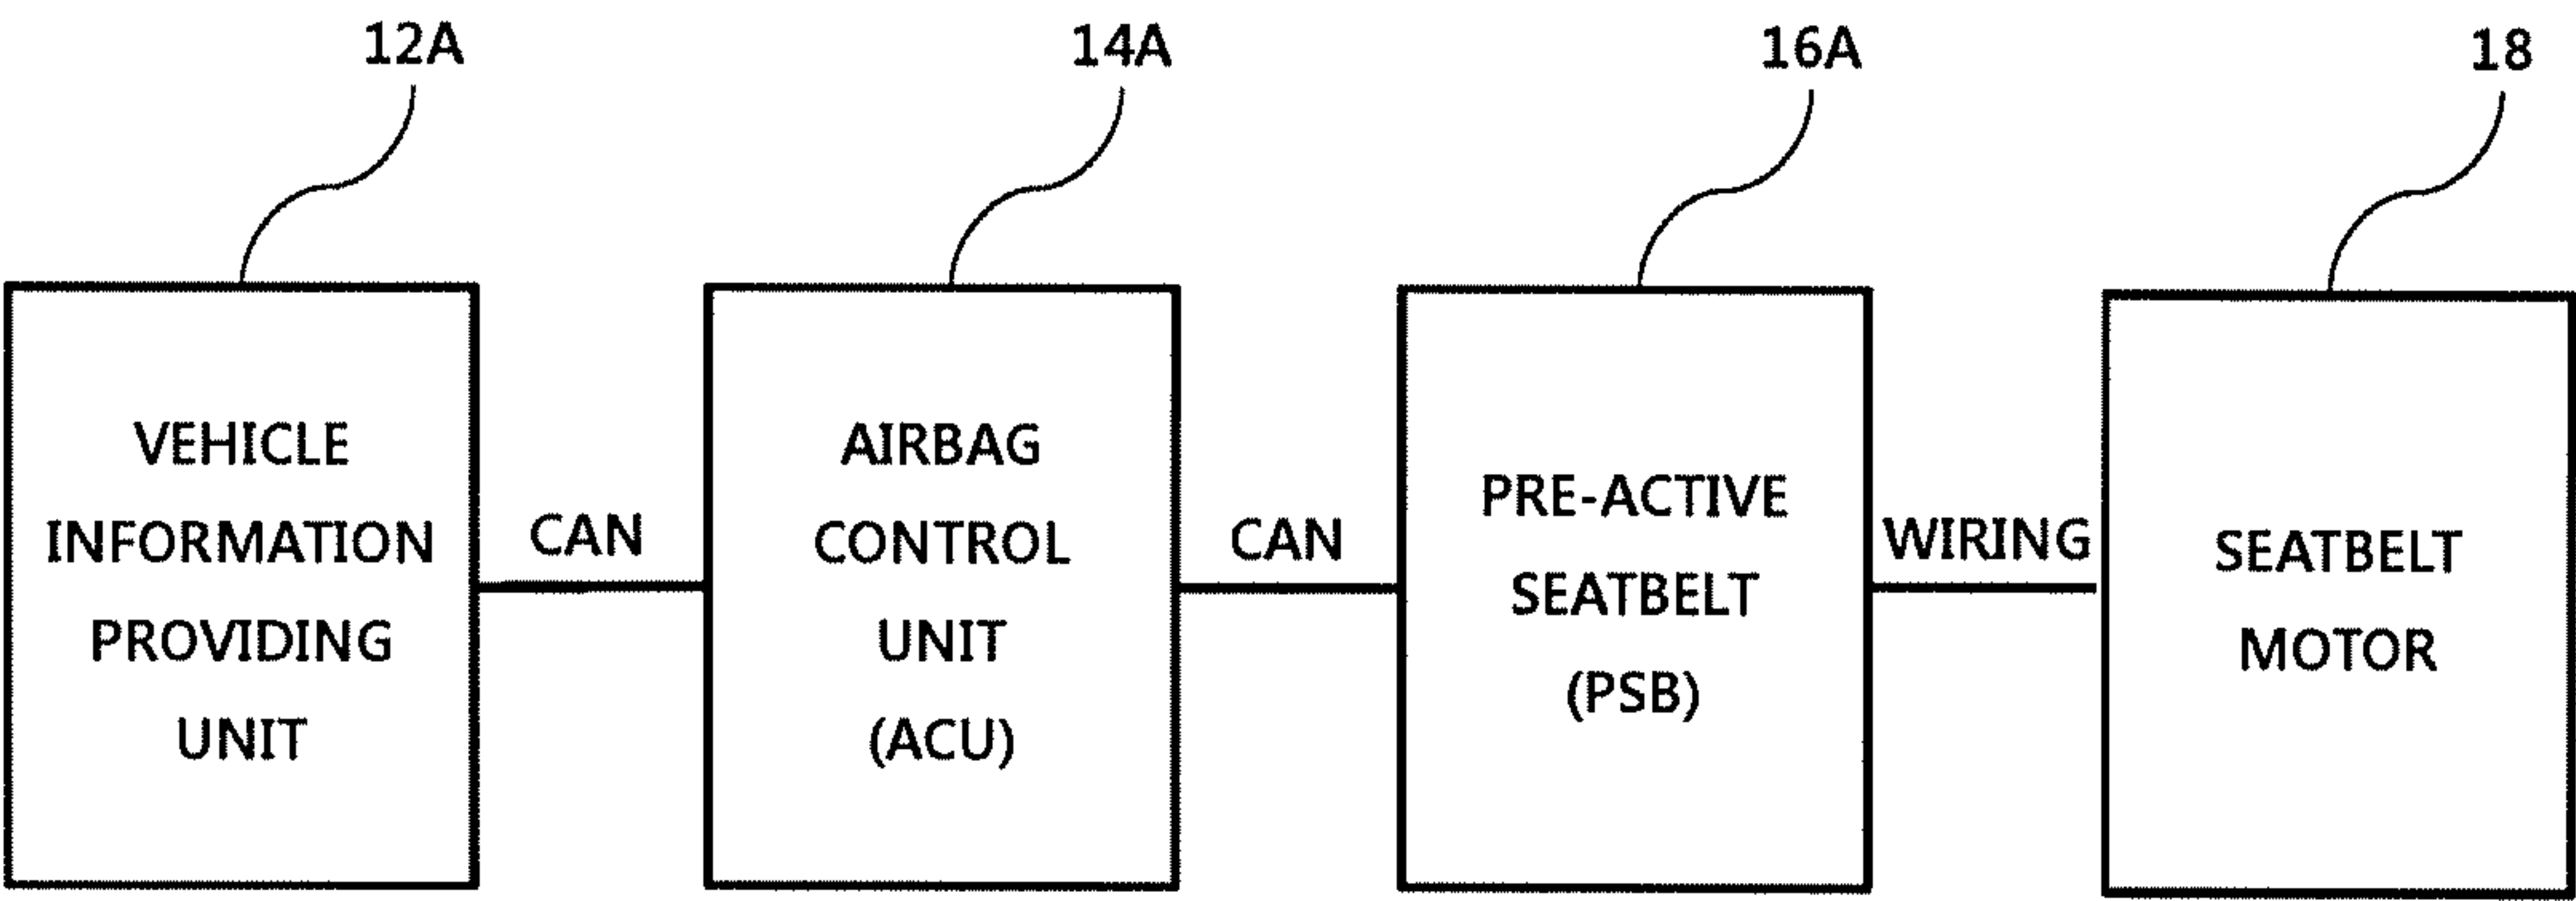 12A
14A
16A
18
VEHICLE
INFORMATION
PROVIDING
UNIT
CAN
AIRBAG
CONTROL
UNIT
(ACU)
CAN
PRE-ACTIVE
SEATBELT
(PSB)
WIRING
SEATBELT
MOTOR